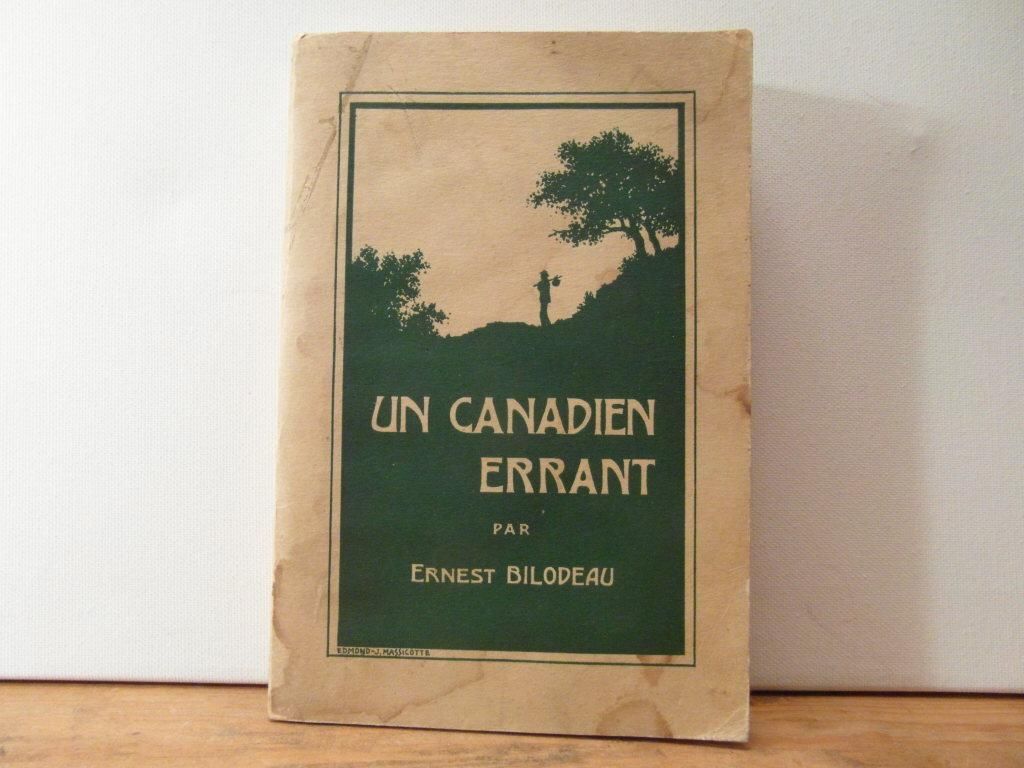 UN CANADIEN
ERRANT
PAR
ERNEST BILODEAU
EDMOND-J. MASSICOTTE